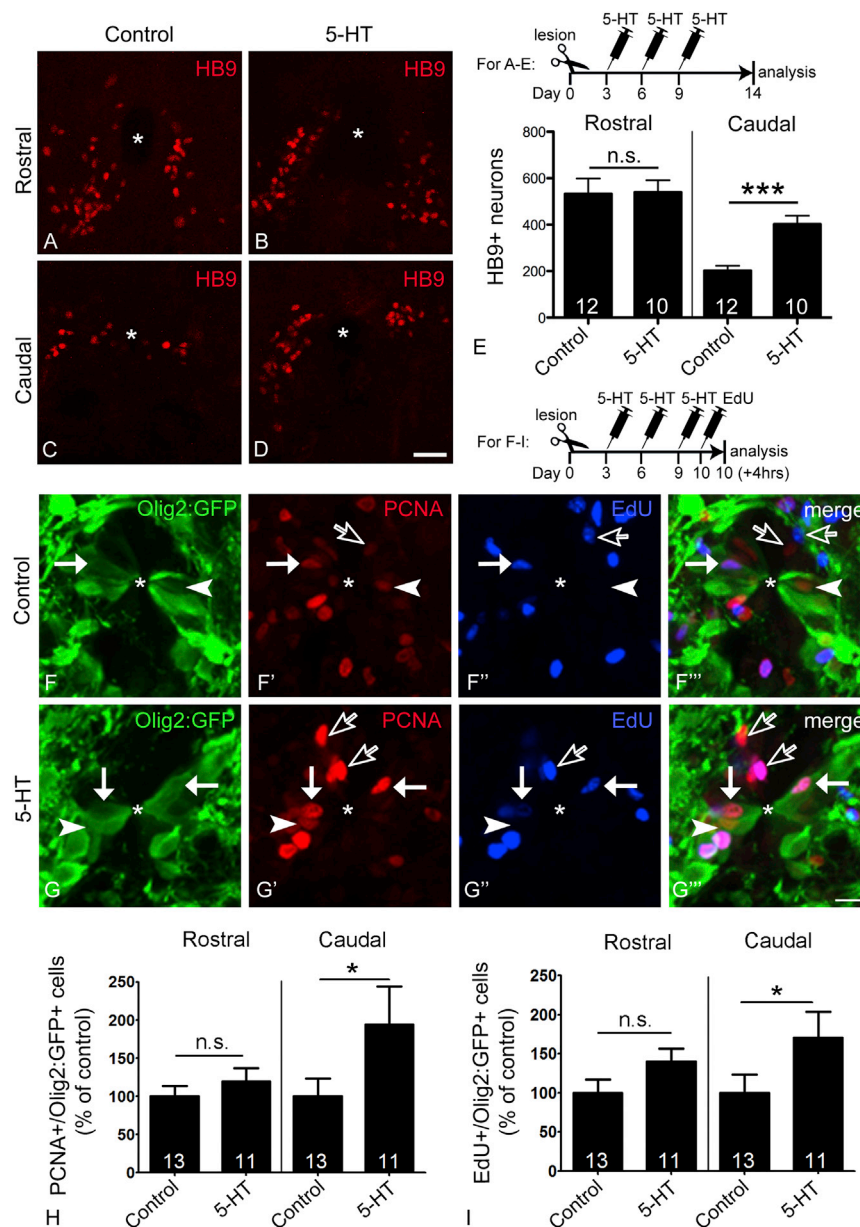 Control 5-HT
Rostral
HB9 HB9
* *
A B
Caudal
HB9 HB9
* *
C D
5-HT 5-HT 5-HT
lesion
For A-E:
analysis
Day 0 3 6 9 14
Rostral Caudal
HB9+ neurons
800
600
400
200
0
n.s. ***
12 10 12 10
Control 5-HT Control 5-HT
E
5-HT 5-HT 5-HT EdU
lesion
For F-I:
analysis
Day 0 3 6 9 10 10 (+4hrs)
Control
Olig2:GFP PCNA EdU merge
* * * *
F F' F'' F'''
5-HT
Olig2:GFP PCNA EdU merge
* * * *
G G' G'' G'''
Rostral Caudal
PCNA+/Olig2:GFP+ cells
(% of control)
250
200
150
100
50
0
n.s. *
13 11 13 11
Control 5-HT Control 5-HT
H
Rostral Caudal
EdU+/Olig2:GFP+ cells
(% of control)
250
200
150
100
50
0
n.s. *
13 11 13 11
Control 5-HT Control 5-HT
I